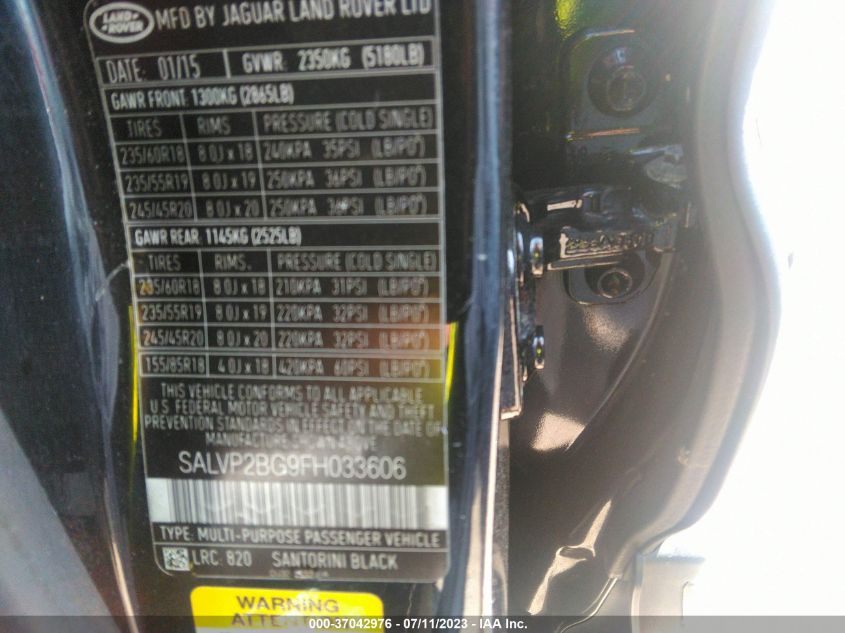 LAND ROVER MFD BY JAGUAR LAND ROVER LTD
DATE: 01/15 GVWR: 2350KG (5180LB)
GAWR FRONT: 1300KG (2865LB)
TIRES RIMS PRESSURE (COLD SINGLE)
235/60R18 8.0J x 18 240KPA 35PSI (LB/PO²)
235/55R19 8.0J x 19 250KPA 36PSI (LB/PO²)
245/45R20 8.0J x 20 250KPA 36PSI (LB/PO²)
GAWR REAR: 1145KG (2525LB)
TIRES RIMS. PRESSURE (COLD SINGLE)
235/60R18 8.0J x 18 210KPA 31PSI (LB/PO²)
235/55R19 8.0J x 19 220KPA 32PSI (LB/PO²)
245/45R20 8.0J x 20 220KPA 32PSI (LB/PO²)
155/85R18 4.0J x 18 420KPA 60PSI (LB/PO²)
THIS VEHICLE CONFORMS TO ALL APPLICABLE
U.S FEDERAL MOTOR VEHICLE SAFETY AND THEFT
PREVENTION STANDARDS IN EFFECT ON THE DATE OF
MANUFACTURE SHOWN ABOVE
SALVP2BG9FH033606
TYPE: MULTI-PURPOSE PASSENGER VEHICLE
LRC: 820 SANTORINI BLACK
WARNING
000-37042976 - 07/11/2023 - IAA Inc.